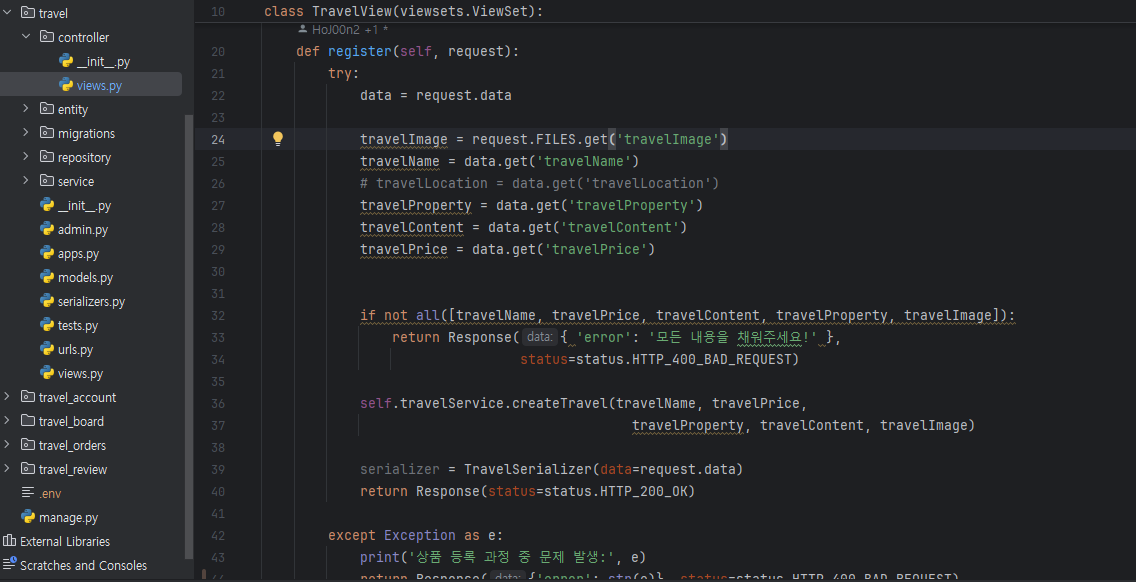 travel
controller
__init__.py
views.py
entity
migrations
repository
service
__init__.py
admin.py
apps.py
models.py
serializers.py
tests.py
urls.py
views.py
travel_account
travel_board
travel_orders
travel_review
.env
manage.py
External Libraries
Scratches and Consoles
10 class TravelView(viewsets.ViewSet):
HoJ00n2 +1 *
20 def register(self, request):
21 try:
22 data = request.data
23
24 travelImage = request.FILES.get('travelImage')
25 travelName = data.get('travelName')
26 # travelLocation = data.get('travelLocation')
27 travelProperty = data.get('travelProperty')
28 travelContent = data.get('travelContent')
29 travelPrice = data.get('travelPrice')
30
31
32 if not all([travelName, travelPrice, travelContent, travelProperty, travelImage]):
33 return Response( data: { 'error': '모든 내용을 채워주세요!' },
34 status=status.HTTP_400_BAD_REQUEST)
35
36 self.travelService.createTravel(travelName, travelPrice,
37 travelProperty, travelContent, travelImage)
38
39 serializer = TravelSerializer(data=request.data)
40 return Response(status=status.HTTP_200_OK)
41
42 except Exception as e:
43 print('상품 등록 과정 중 문제 발생:', e)
44 return Response( data: {'error': str(e)}, status=status.HTTP_400_BAD_REQUEST)